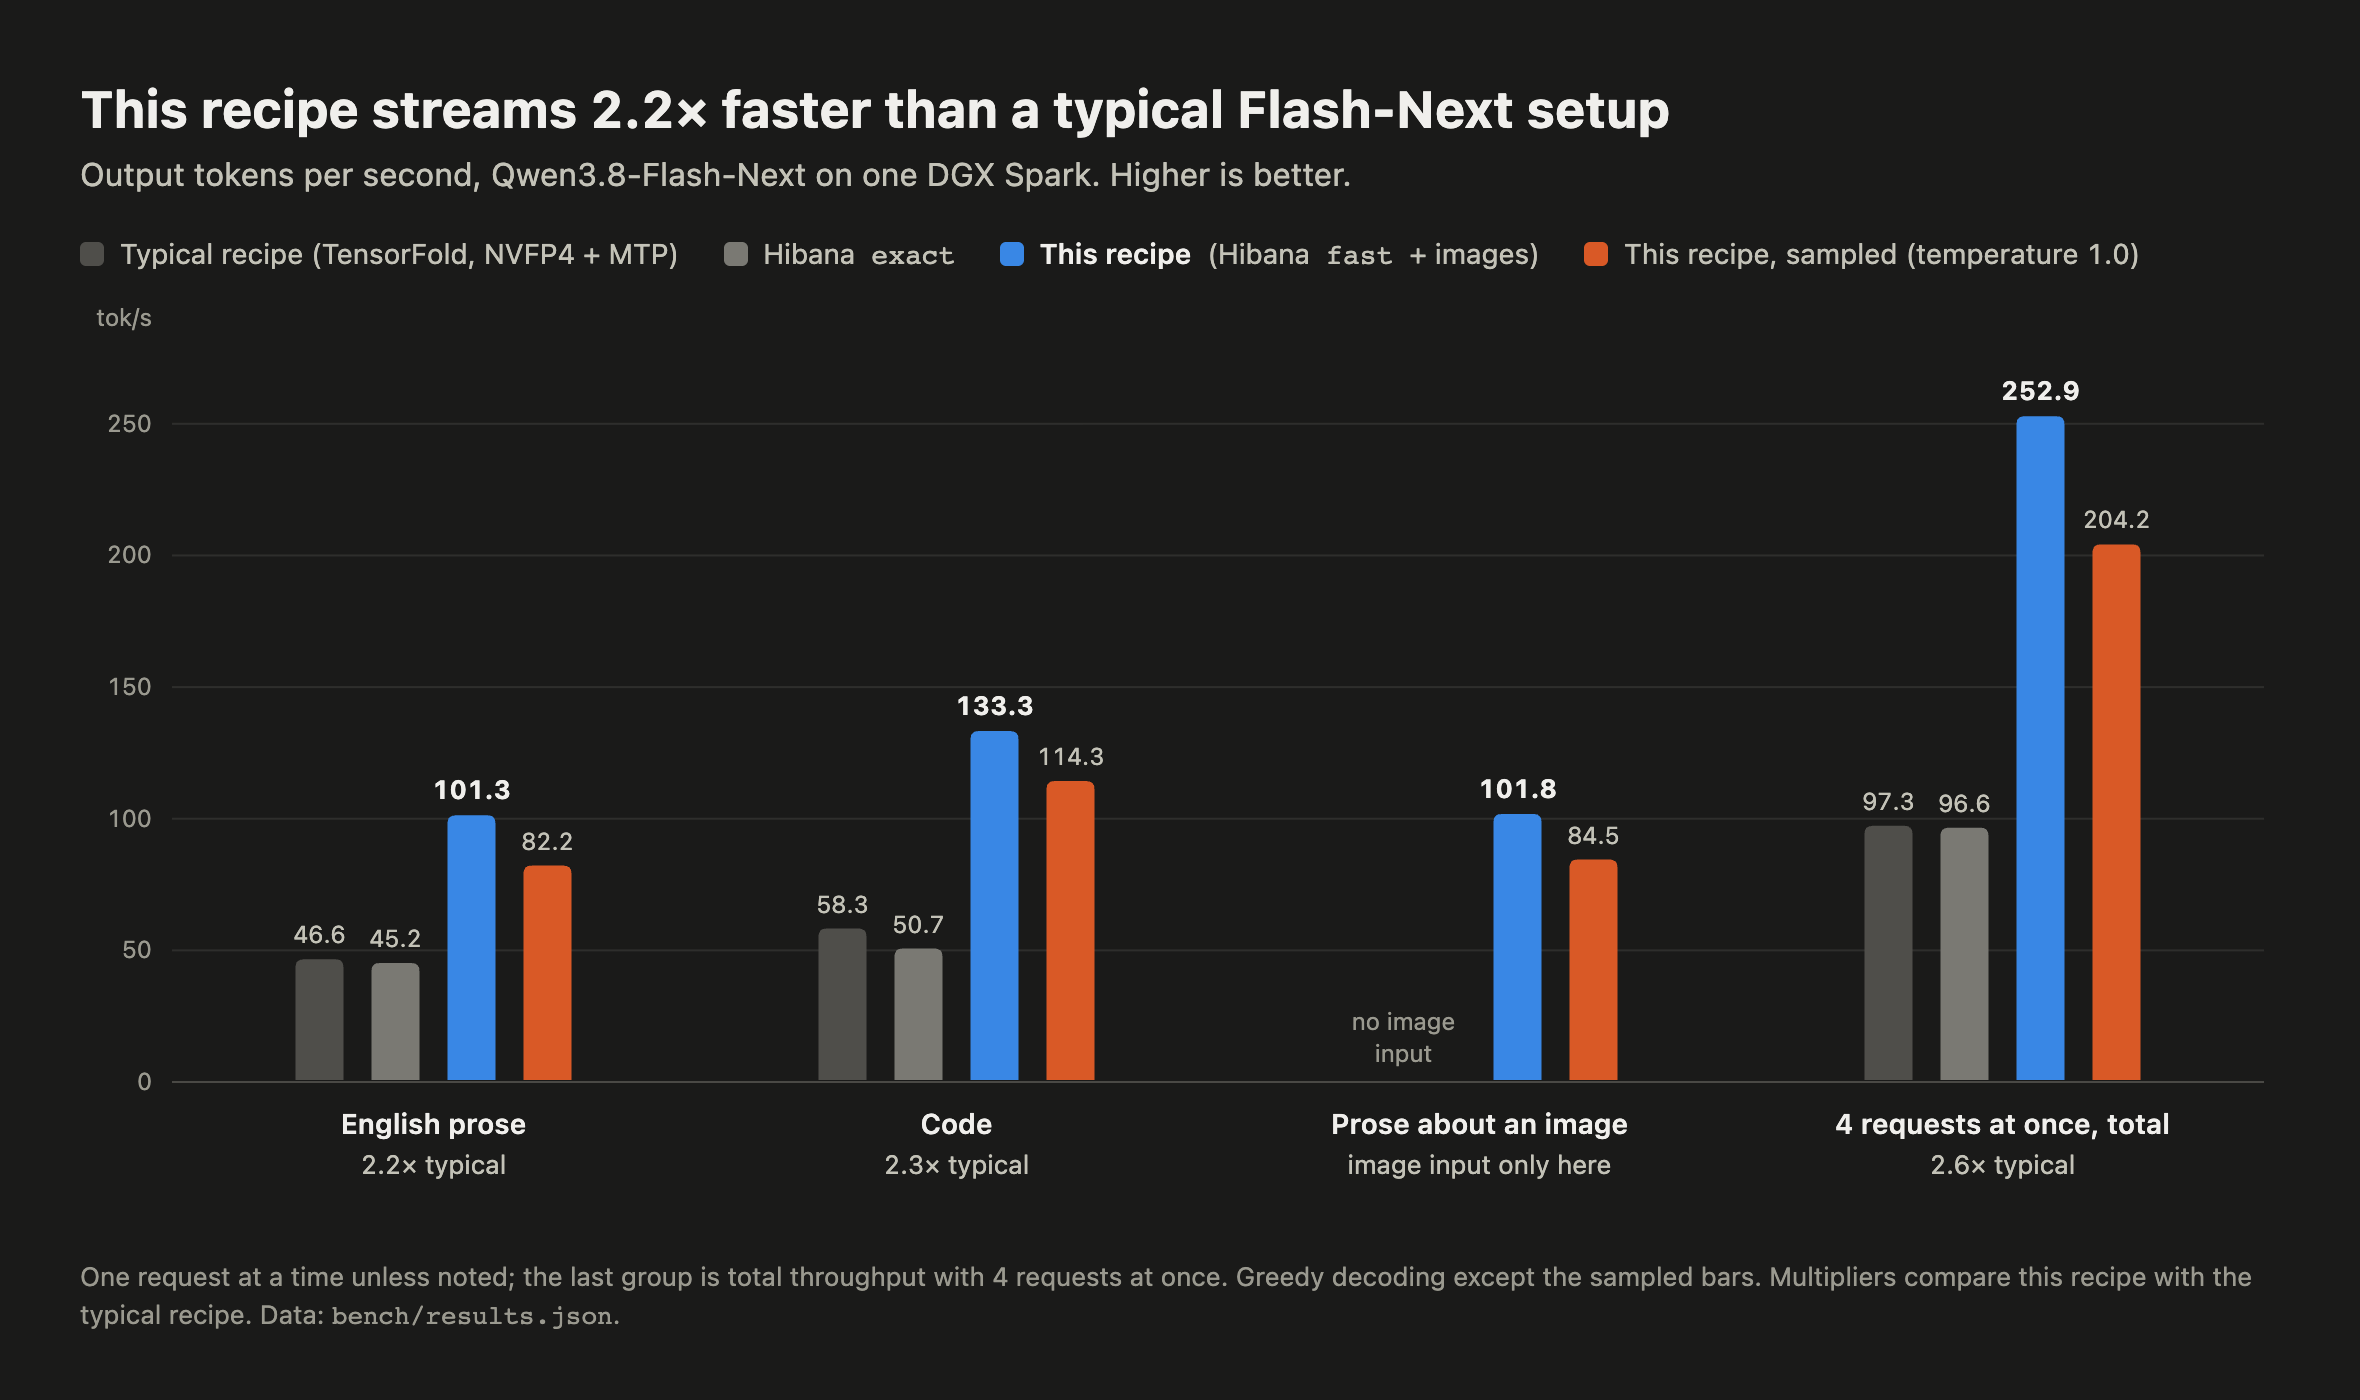 This recipe streams 2.2× faster than a typical Flash-Next setup
Output tokens per second, Qwen3.8-Flash-Next on one DGX Spark. Higher is better.
Typical recipe (TensorFold, NVFP4 + MTP) Hibana exact This recipe (Hibana fast + images) This recipe, sampled (temperature 1.0)
tok/s
250
200
150
100
50
0
46.6
45.2
101.3
82.2
58.3
50.7
133.3
114.3
no image
input
101.8
84.5
97.3
96.6
252.9
204.2
English prose
2.2× typical
Code
2.3× typical
Prose about an image
image input only here
4 requests at once, total
2.6× typical
One request at a time unless noted; the last group is total throughput with 4 requests at once. Greedy decoding except the sampled bars. Multipliers compare this recipe with the
typical recipe. Data: bench/results.json.